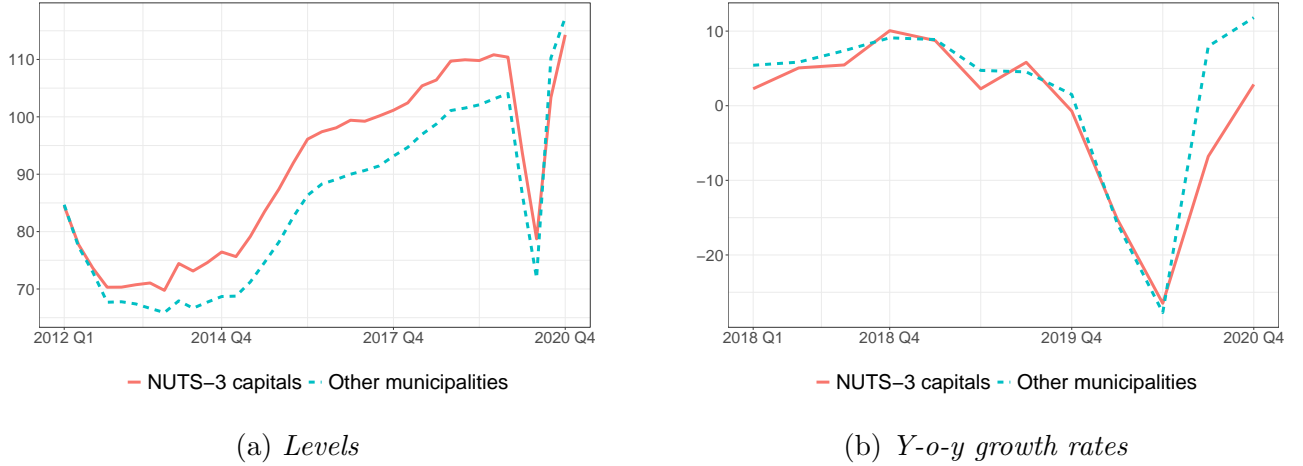 110
100
90
80
70
2012 Q1 2014 Q4 2017 Q4 2020 Q4
NUTS−3 capitals Other municipalities
(a) Levels
10
0
−10
−20
2018 Q1 2018 Q4 2019 Q4 2020 Q4
NUTS−3 capitals Other municipalities
(b) Y-o-y growth rates